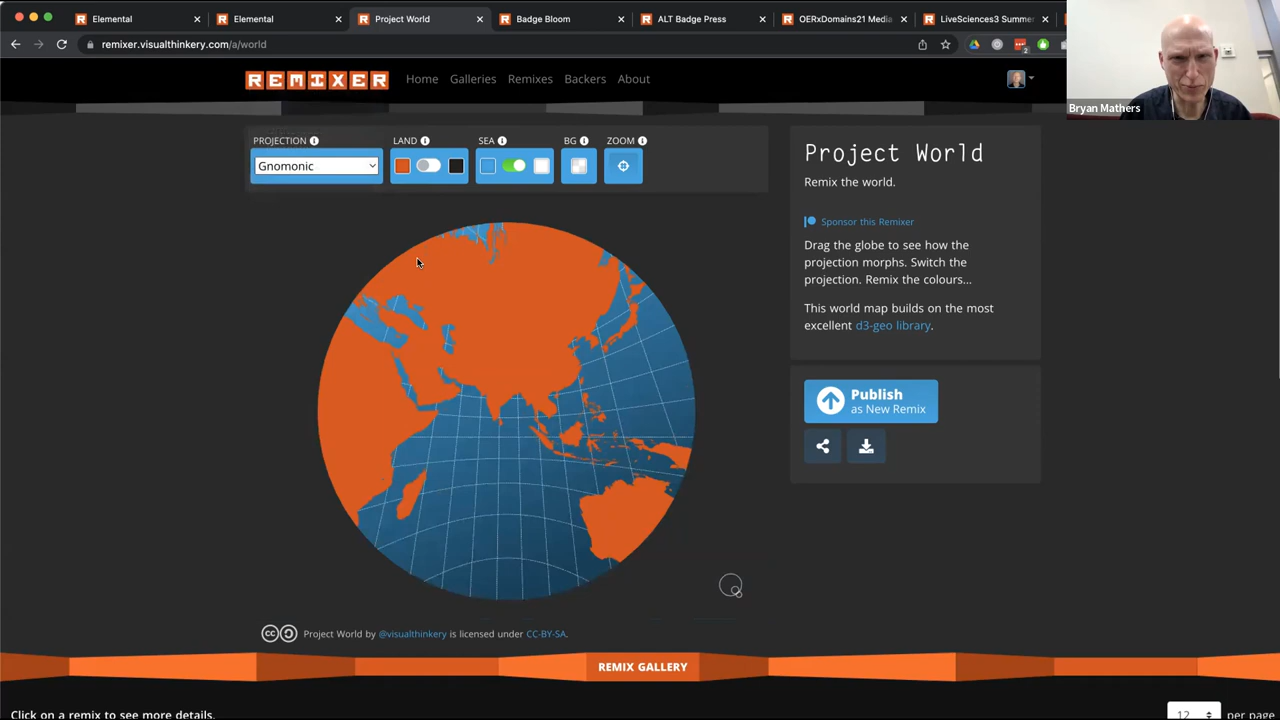 Elemental
Elemental
Project World
Badge Bloom
ALT Badge Press
OERxDomains21 Media
LiveSciences3 Summer
remixer.visualthinkery.com/a/world
2
REMIXER
Home
Galleries
Remixes
Backers
About
Bryan Mathers
PROJECTION
LAND
SEA
BG
ZOOM
Gnomonic
Project World
Remix the world.
Sponsor this Remixer
Drag the globe to see how the
projection morphs. Switch the
projection. Remix the colours...
This world map builds on the most
excellent d3-geo library.
Publish
as New Remix
Project World by @visualthinkery is licensed under CC-BY-SA.
REMIX GALLERY
Click on a remix to see more details.
12
per page